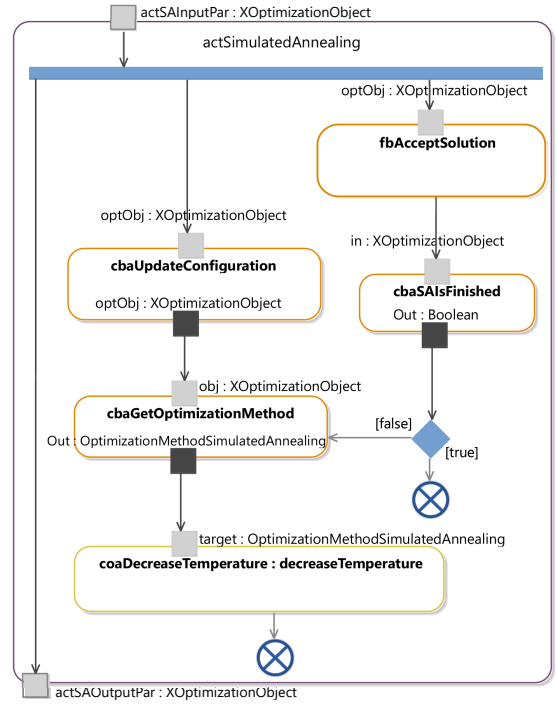 actSAInputPar : XOptimizationObject
actSimulatedAnnealing
optObj : XOptimizationObject
fbAcceptSolution
optObj : XOptimizationObject
in : XOptimizationObject
cbaUpdateConfiguration
cbaSAIsFinished
optObj : XOptimizationObject
Out : Boolean
obj : XOptimizationObject
cbaGetOptimizationMethod
[false]
Out : OptimizationMethodSimulatedAnnealing
[true]
target : OptimizationMethodSimulatedAnnealing
coaDecreaseTemperature : decreaseTemperature
actSAOutputPar : XOptimizationObject